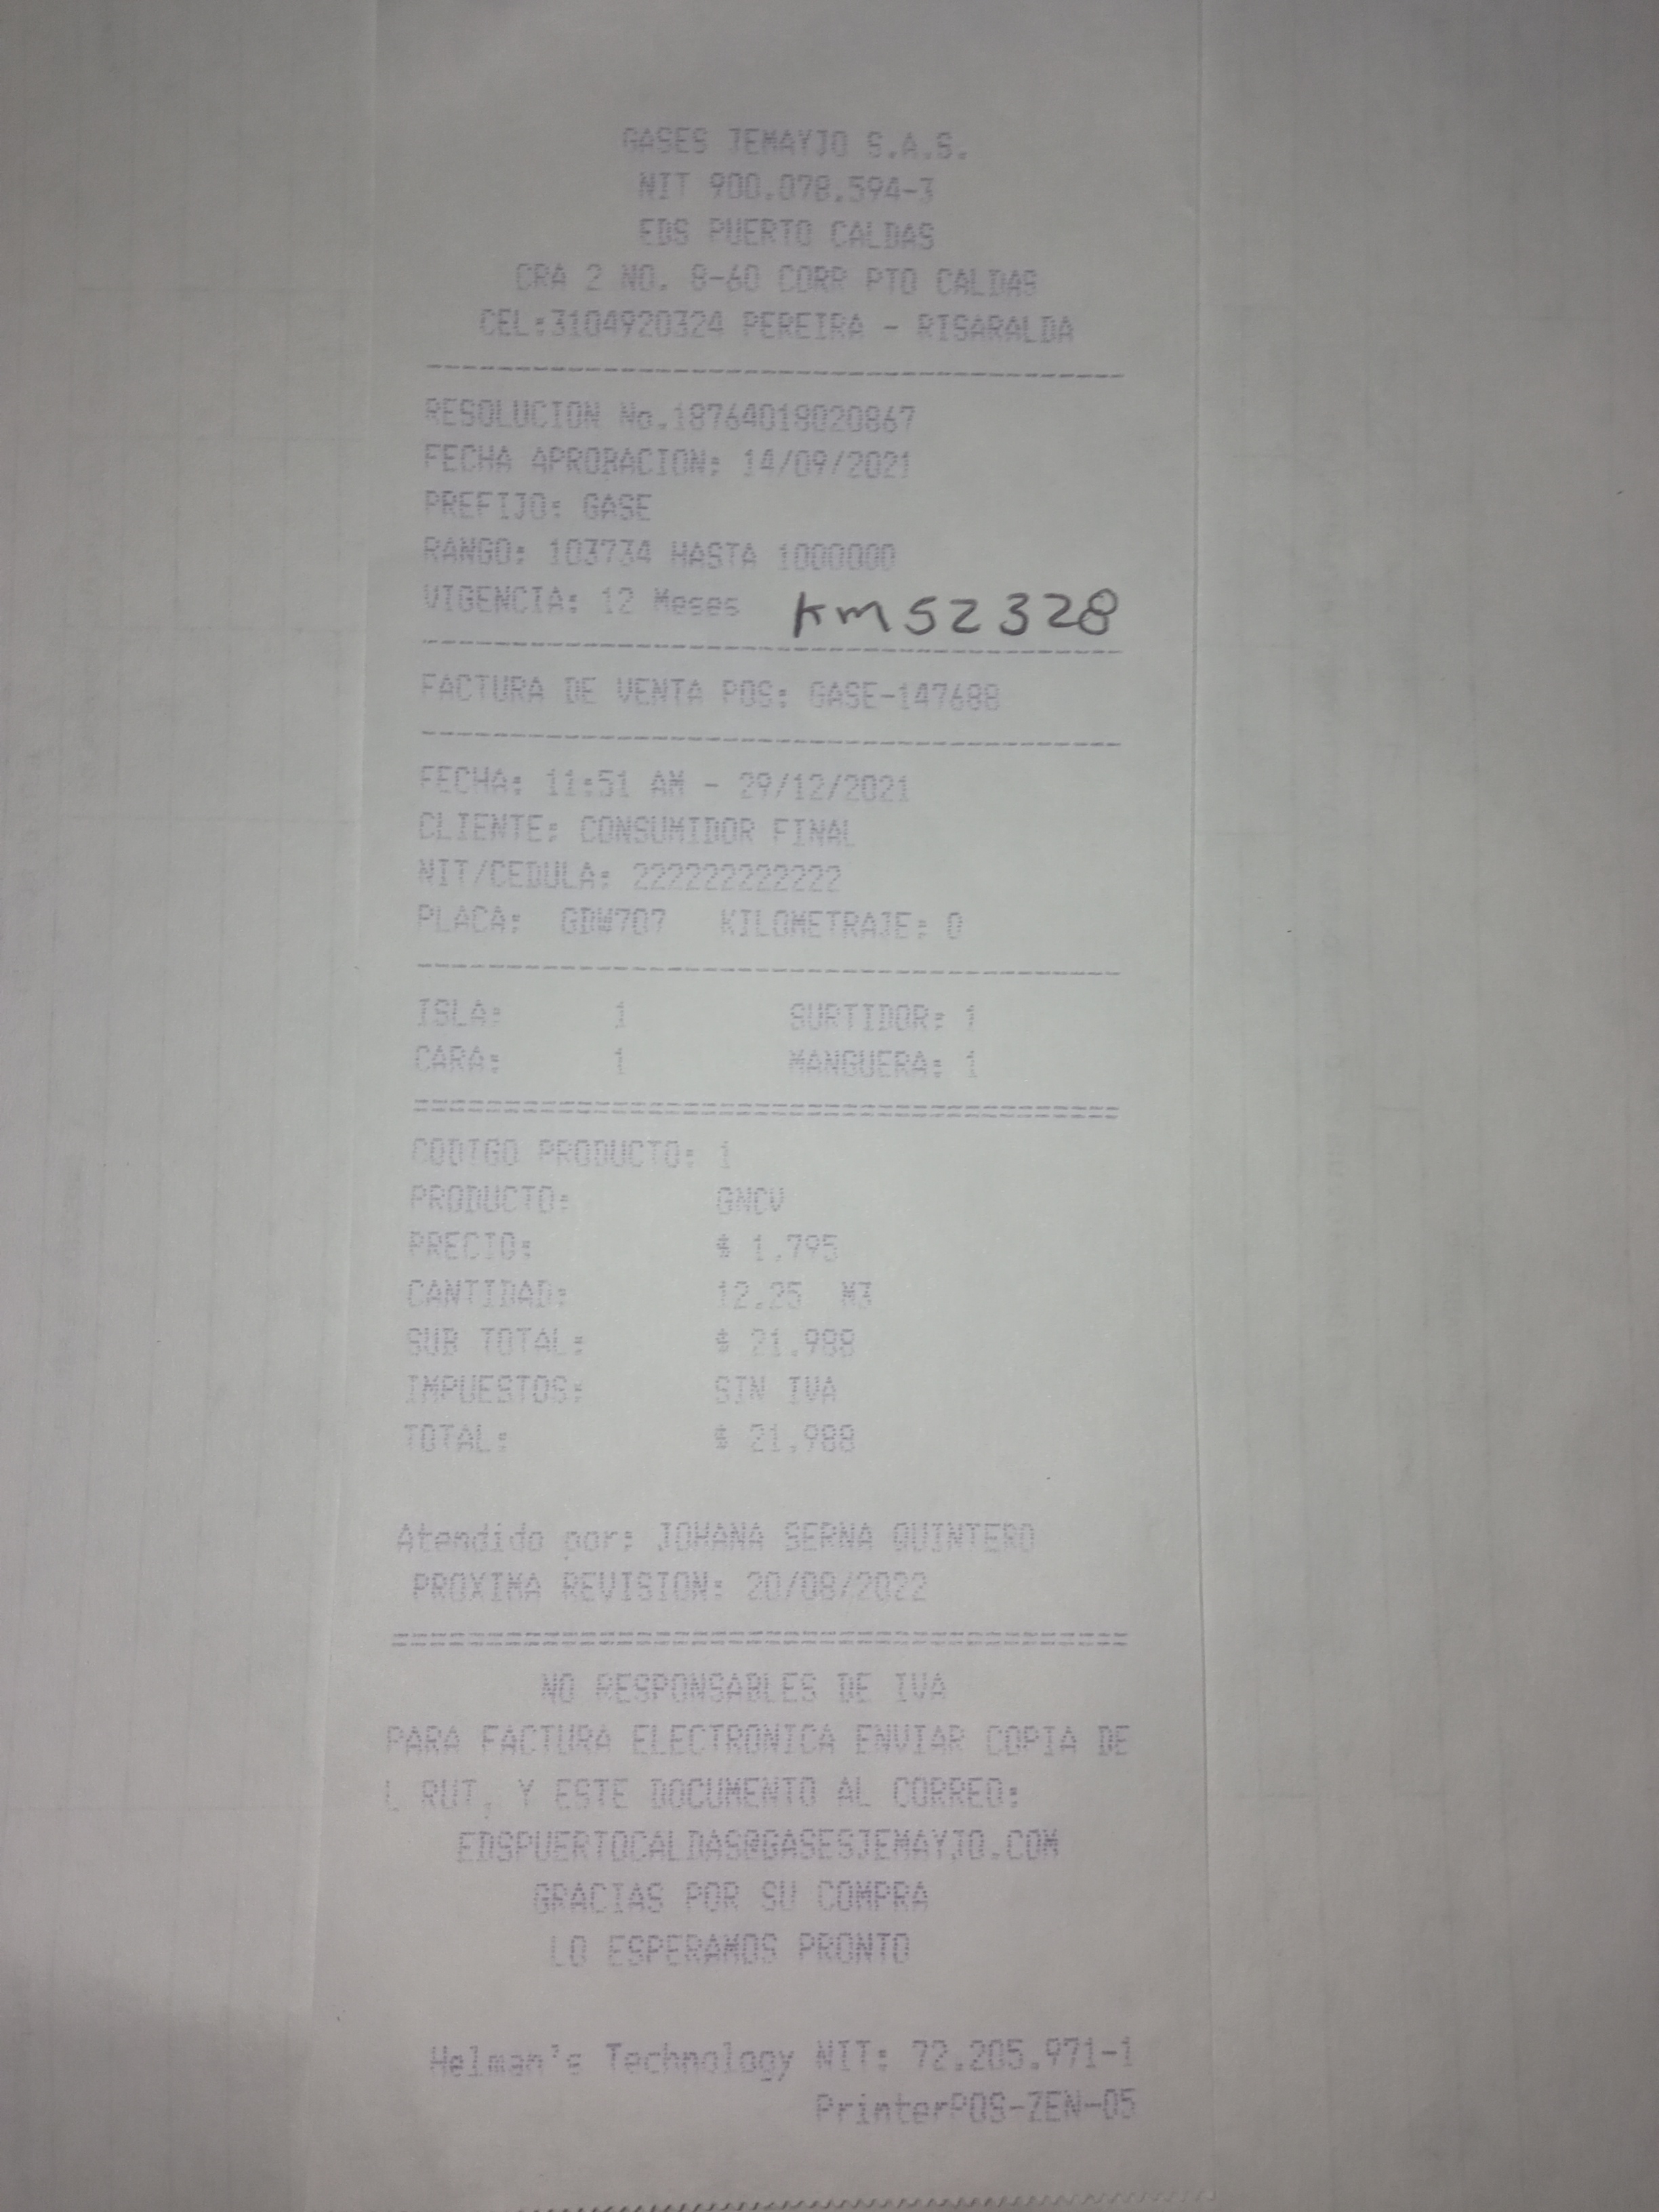 GASES JEMAYJO S.A.S.
NIT 900.078.594-3
EDS PUERTO CALDAS
CRA 2 NO. 8-60 CORR PTO CALDAS
CEL:3104920324 PEREIRA - RISARALDA
RESOLUCION No.18764018020867
FECHA APROBACION: 14/09/2021
PREFIJO: GASE
RANGO: 103734 HASTA 1000000
VIGENCIA: 12 Meses Km 52328
FACTURA DE VENTA POS: GASE-147688
FECHA: 11:51 AM - 29/12/2021
CLIENTE: CONSUMIDOR FINAL
NIT/CEDULA: 222222222222
PLACA: GDW707 KILOMETRAJE: 0
ISLA: 1 SURTIDOR: 1
CARA: 1 MANGUERA: 1
CODIGO PRODUCTO: 1
PRODUCTO: GNCV
PRECIO: $ 1.795
CANTIDAD: 12.25 M3
SUB TOTAL: $ 21.988
IMPUESTOS: SIN IVA
TOTAL: $ 21.988
Atendido por: JOHANA SERNA QUINTERO
PROXIMA REVISION: 20/08/2022
NO RESPONSABLES DE IVA
PARA FACTURA ELECTRONICA ENVIAR COPIA DE
L RUT, Y ESTE DOCUMENTO AL CORREO:
EDSPUERTOCALDAS@GASESJEMAYJO.COM
GRACIAS POR SU COMPRA
LO ESPERAMOS PRONTO
Helman's Technology NIT: 72.205.971-1
PrinterPOS-ZEN-05